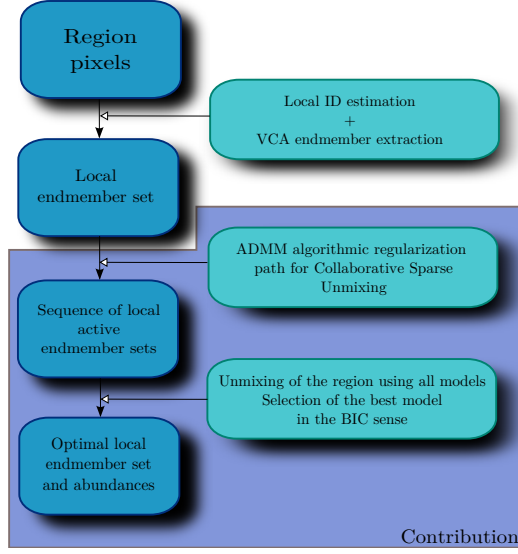 Region
pixels
Local ID estimation
+
VCA endmember extraction
Local
endmember set
ADMM algorithmic regularization
path for Collaborative Sparse
Unmixing
Sequence of local
active
endmember sets
Unmixing of the region using all models
Selection of the best model
in the BIC sense
Optimal local
endmember set
and abundances
Contribution